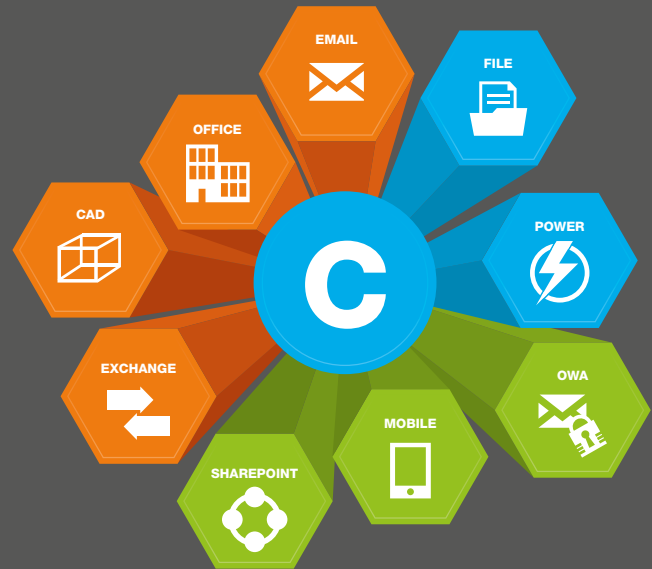 EMAIL
FILE
OFFICE
CAD
POWER
C
EXCHANGE
OWA
MOBILE
SHAREPOINT